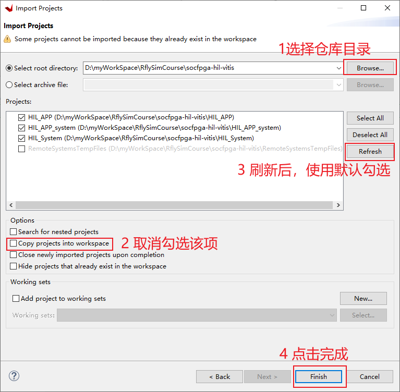 Import Projects
Import Projects
Some projects cannot be imported because they already exist in the workspace
1选择仓库目录
Select root directory: D:\myWorkSpace\RflySimCourse\socfpga-hil-vitis Browse...
Select archive file: Browse...
Projects:
HIL_APP (D:\myWorkSpace\RflySimCourse\socfpga-hil-vitis\HIL_APP) Select All
HIL_APP_system (D:\myWorkSpace\RflySimCourse\socfpga-hil-vitis\HIL_APP_system) Deselect All
HIL_System (D:\myWorkSpace\RflySimCourse\socfpga-hil-vitis\HIL_System)
RemoteSystemsTempFiles (D:\myWorkSpace\RflySimCourse\socfpga-hil-vitis\RemoteSystemsTempFiles) Refresh
3 刷新后，使用默认勾选
Options
Search for nested projects
Copy projects into workspace 2 取消勾选该项
Close newly imported projects upon completion
Hide projects that already exist in the workspace
Working sets
Add project to working sets New...
Working sets: Select...
4 点击完成
? < Back Next > Finish Cancel